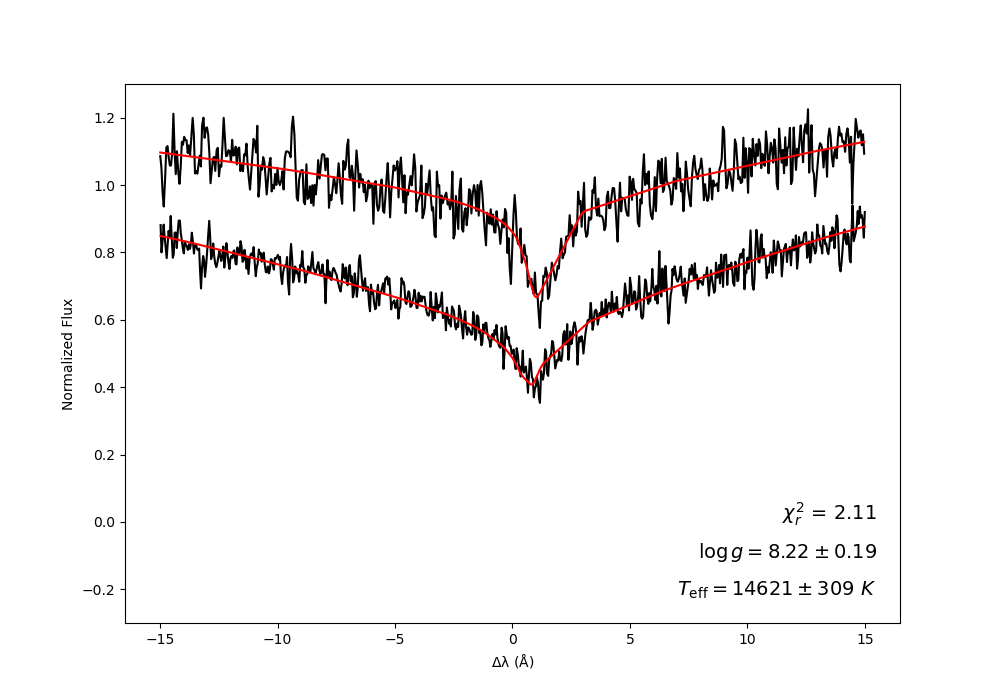 1.2
1.0
0.8
0.6
0.4
0.2
0.0
−0.2
Normalized Flux
χ²ᵣ = 2.11
log g = 8.22 ± 0.19
T_eff = 14621 ± 309 K
−15 −10 −5 0 5 10 15
Δλ (Å)